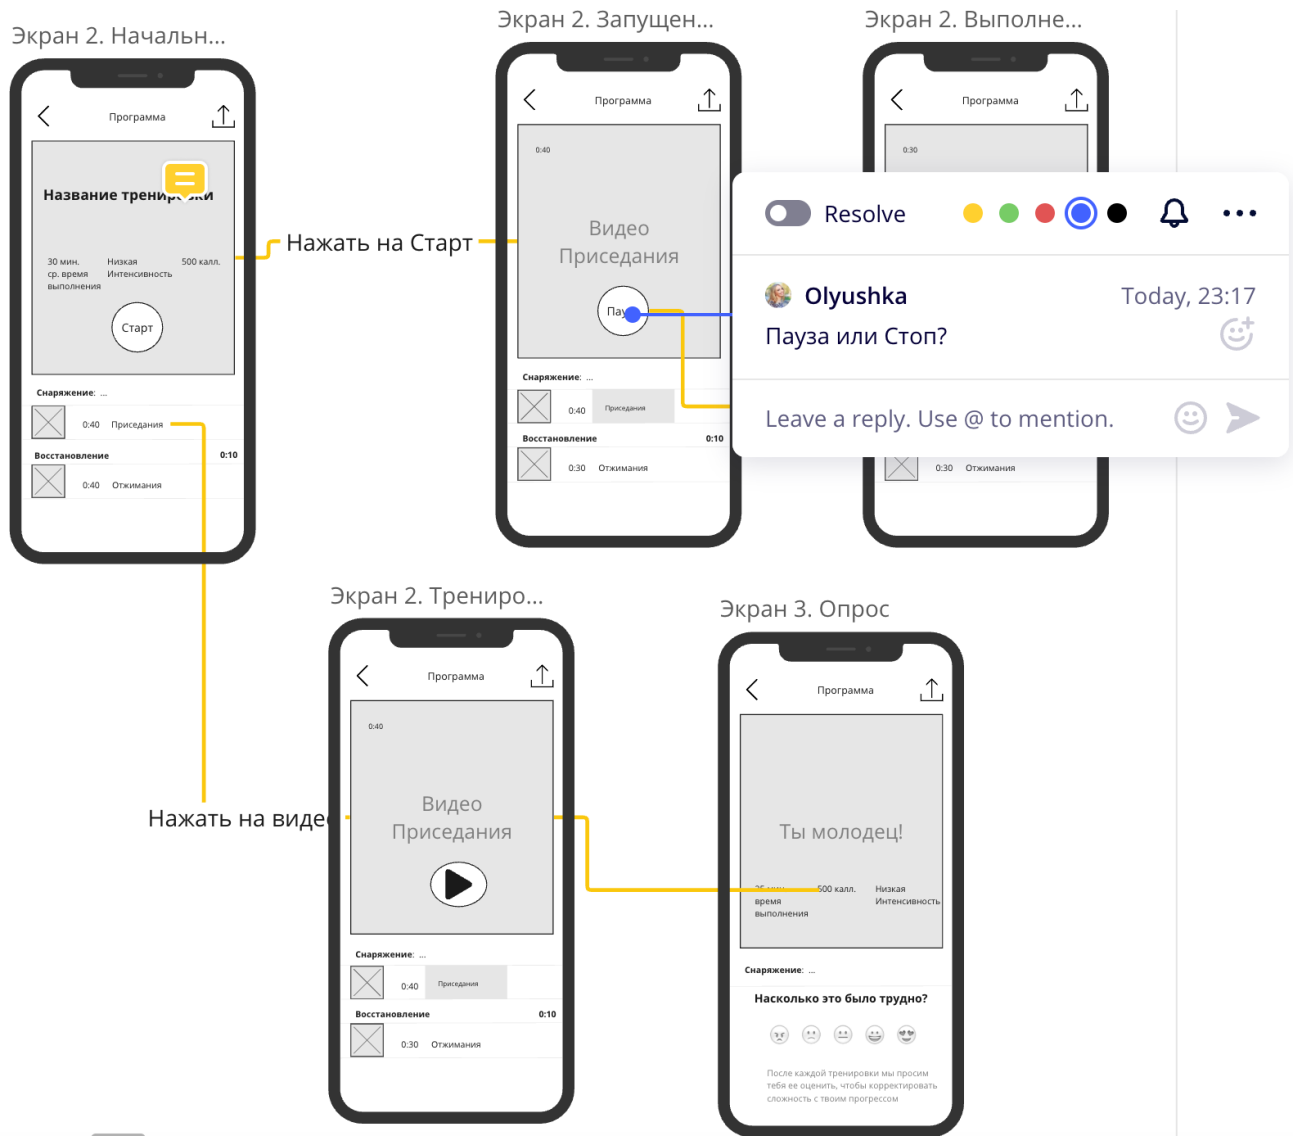 Экран 2. Начальн...
Программа
Название тренировки
30 мин.
ср. время
выполнения
Низкая
Интенсивность
500 калл.
Старт
Снаряжение: ...
0:40 Приседания
Восстановление 0:10
0:40 Отжимания
Нажать на Старт
Экран 2. Запущен...
Программа
0:40
Видео
Приседания
Пау
Снаряжение: ...
0:40 Приседания
Восстановление 0:10
0:30 Отжимания
Экран 2. Выполне...
Программа
0:30
0:30 Отжимания
Resolve
Olyushka Today, 23:17
Пауза или Стоп?
Leave a reply. Use @ to mention.
Нажать на видео
Экран 2. Трениро...
Программа
0:40
Видео
Приседания
Снаряжение: ...
0:40 Приседания
Восстановление 0:10
0:30 Отжимания
Экран 3. Опрос
Программа
Ты молодец!
время
выполнения
500 калл.
Низкая
Интенсивность
Снаряжение: ...
Насколько это было трудно?
После каждой тренировки мы просим
тебя ее оценить, чтобы корректировать
сложность с твоим прогрессом